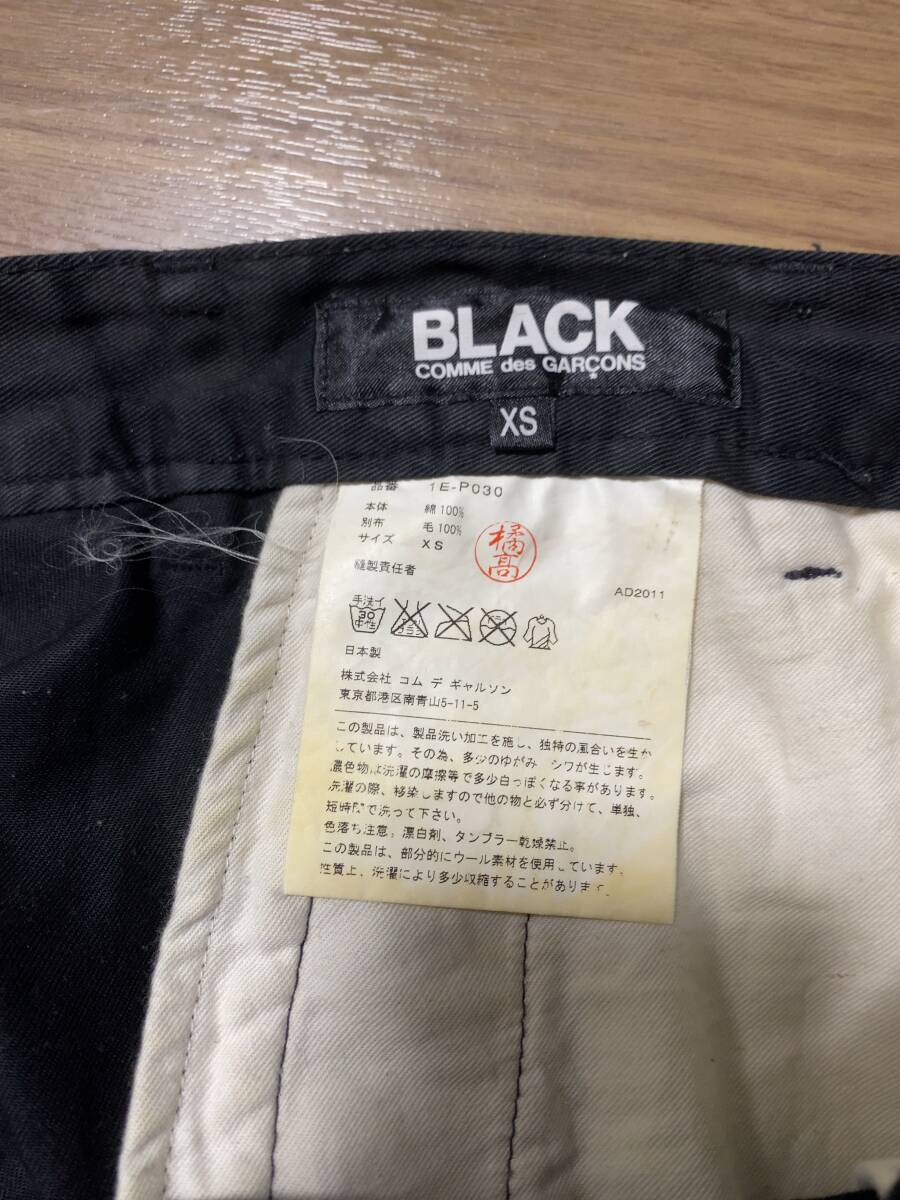 BLACK
COMME des GARÇONS
XS
品番 1E-P030
本体 綿100%
別布 毛100%
サイズ XS
橘高
縫製責任者
AD2011
手洗イ
30
中性
エンソ
サラシ
ドライ
日本製
株式会社 コム デ ギャルソン
東京都港区南青山5-11-5
この製品は、製品洗い加工を施し、独特の風合いを生か
しています。その為、多少のゆがみ シワが生じます。
濃色物は洗濯の摩擦等で多少白っぽくなる事があります。
洗濯の際、移染しますので他の物と必ず分けて、単独、
短時間で洗って下さい。
色落ち注意。漂白剤、タンブラー乾燥禁止。
この製品は、部分的にウール素材を使用しています。
性質上、洗濯により多少収縮することがあります。